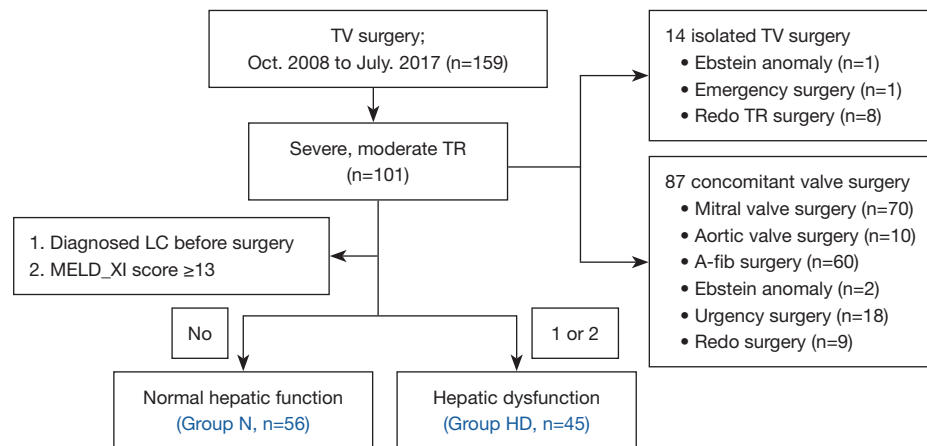 TV surgery;
Oct. 2008 to July. 2017 (n=159)
Severe, moderate TR
(n=101)
14 isolated TV surgery
• Ebstein anomaly (n=1)
• Emergency surgery (n=1)
• Redo TR surgery (n=8)
87 concomitant valve surgery
• Mitral valve surgery (n=70)
• Aortic valve surgery (n=10)
• A-fib surgery (n=60)
• Ebstein anomaly (n=2)
• Urgency surgery (n=18)
• Redo surgery (n=9)
1. Diagnosed LC before surgery
2. MELD_XI score ≥13
No
1 or 2
Normal hepatic function
(Group N, n=56)
Hepatic dysfunction
(Group HD, n=45)